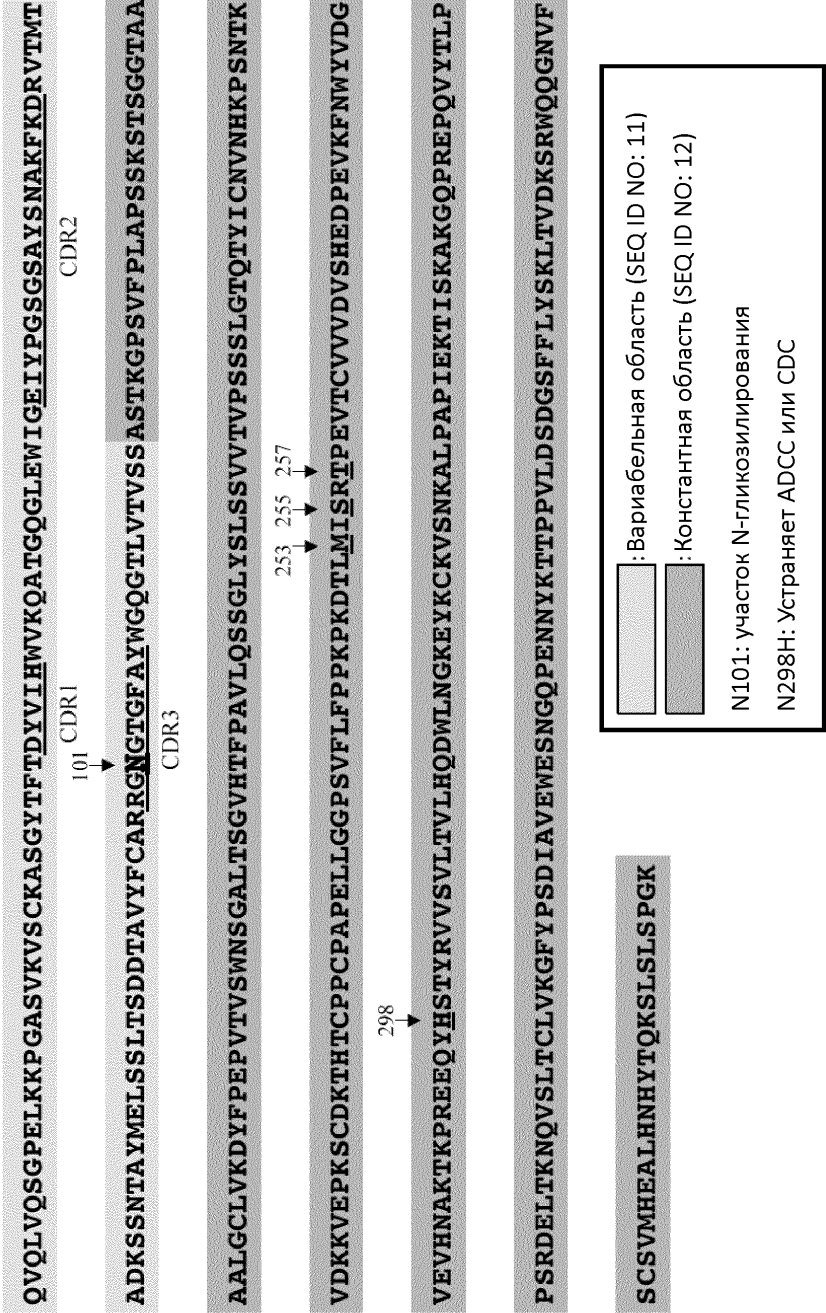 QVQLVQSGPELKKPGASVKVSCKASGYTFTDYVIHWVKQATGQGLEWIGEIYPGSGSAYSNAKFKDRVTMT
CDR1 CDR2
101
ADKSSNTAYMELSSLTSDDTAVYFCARRGNGTGFAYWGQGTLVTVSSASTKGPSVFPLAPSSKSTSGGTAA
CDR3
AALGCLVKDYFPEPVTVSWNSGALTSGVHTFPAVLQSSGLYSLSSVVTVPSSSLGTQTYICNVNHKPSNTK
253 255 257
VDKKVEPKSCDKTHTCPPCPAPELLGGPSVFLFPPKPKDTLMISRTPEVTCVVVDVSHEDPEVKFNWYVDG
298
VEVHNAKTKPREEQYHSTYRVVSVLTVLHQDWLNGKEYKCKVSNKALPAPIEKTISKAKGQPREPQVYTLP
PSRDELTKNQVSLTCLVKGFYPSDIAVEWESNGQPENNYKTTPPVLDSDGSFFLYSKLTVDKSRWQQGNVF
SCSVMHEALHNHYTQKSLSLSPGK
: Вариабельная область (SEQ ID NO: 11)
: Константная область (SEQ ID NO: 12)
N101: участок N-гликозилирования
N298H: Устраняет ADCC или CDC